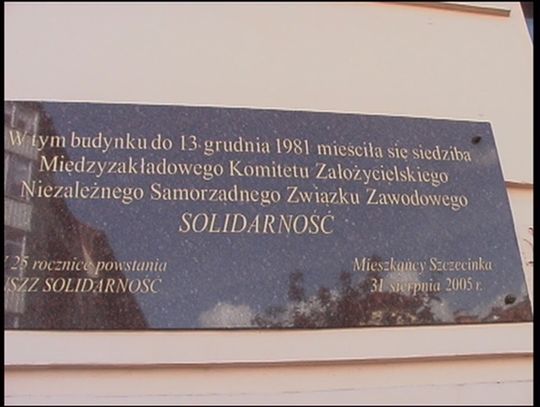 W tym budynku do 13 grudnia 1981 mieściła się siedziba
Międzyzakładowego Komitetu Założycielskiego
Niezależnego Samorządnego Związku Zawodowego
SOLIDARNOŚĆ
25 rocznicę powstania
SOLIDARNOŚĆ
Mieszkańcy Szczecinka
31 sierpnia 2005 r.